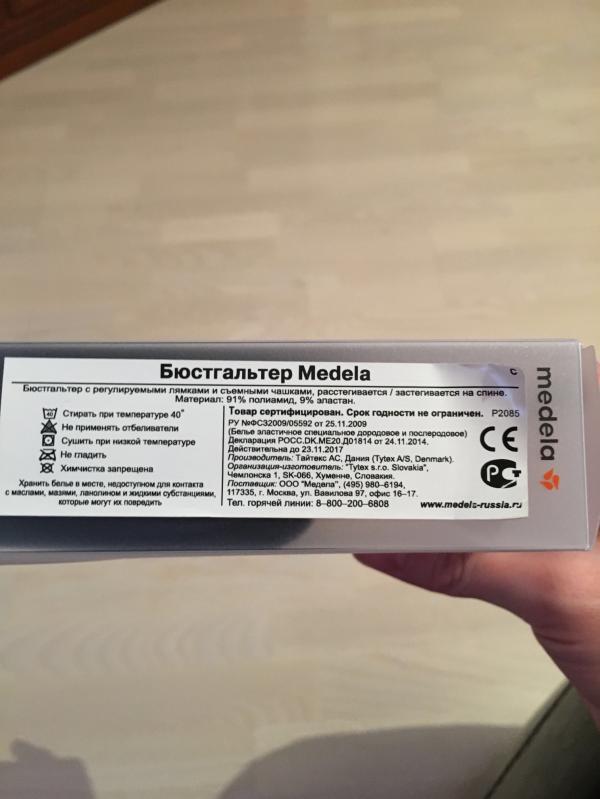 Бюстгальтер Medela
C
Бюстгальтер с регулируемыми лямками и съемными чашками, расстегивается / застегивается на спине.
Материал: 91% полиамид, 9% эластан.
40 Стирать при температуре 40°
Не применять отбеливатели
Сушить при низкой температуре
Не гладить
Химчистка запрещена
Хранить белье в месте, недоступном для контакта
с маслами, мазями, ланолином и жидкими субстанциями,
которые могут их повредить
Товар сертифицирован. Срок годности не ограничен. P2085
РУ №ФС32009/05592 от 25.11.2009
(Белье эластичное специальное дородовое и послеродовое)
Декларация РОСС.DK.ME20.Д01814 от 24.11.2014.
Действительна до 23.11.2017
Производитель: Тайтекс АС, Дания (Tytex A/S, Denmark).
Организация-изготовитель: "Tytex s.r.o. Slovakia",
Чемлонска 1, SK-066, Хуменне, Словакия.
Поставщик: ООО "Медела", (495) 980-6194,
117335, г. Москва, ул. Вавилова 97, офис 16-17.
Тел. горячей линии: 8-800-200-6808
CE
РСТ
www.medela-russia.ru
medela